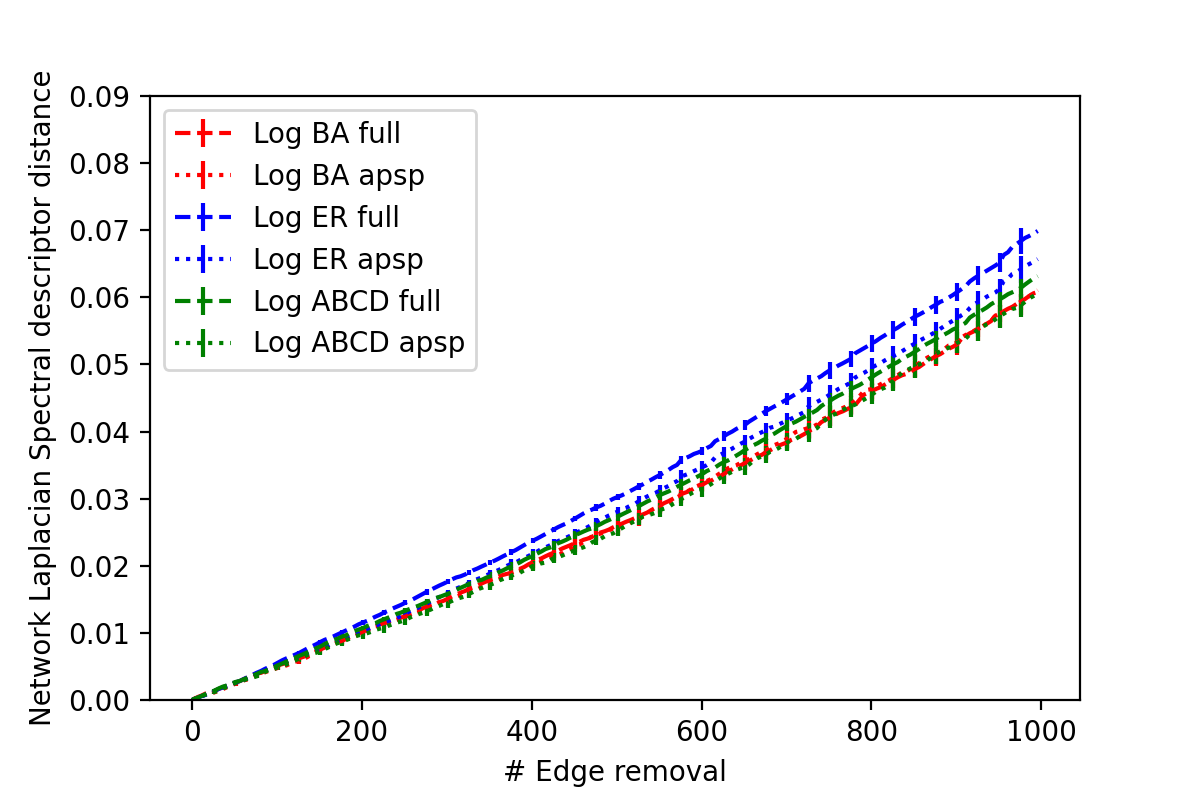 Network Laplacian Spectral descriptor distance
0.09
0.08
0.07
0.06
0.05
0.04
0.03
0.02
0.01
0.00
Log BA full
Log BA apsp
Log ER full
Log ER apsp
Log ABCD full
Log ABCD apsp
0 200 400 600 800 1000
# Edge removal